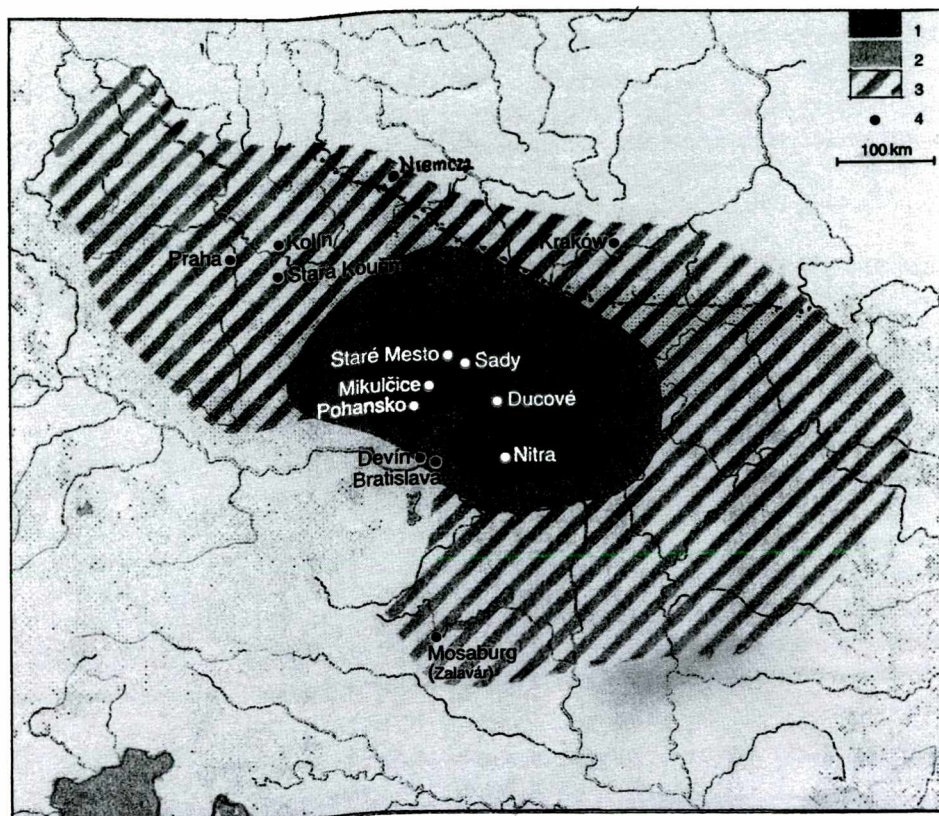 1
2
3
4
100 km
Niemcza
Kolín
Kraków
Praha
Stará Kouřim
Staré Mesto
Sady
Mikulčice
Ducové
Pohansko
Devín
Nitra
Bratislava
Mosaburg
(Zalavár)